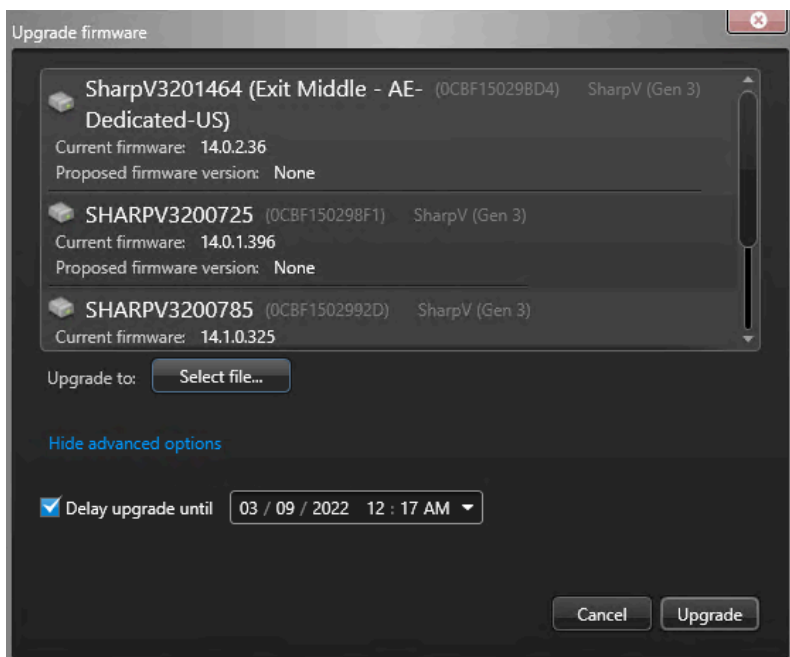 Upgrade firmware
SharpV3201464 (Exit Middle - AE- (0CBF15029BD4) SharpV (Gen 3)
Dedicated-US)
Current firmware: 14.0.2.36
Proposed firmware version: None
SHARPV3200725 (0CBF150298F1) SharpV (Gen 3)
Current firmware: 14.0.1.396
Proposed firmware version: None
SHARPV3200785 (0CBF1502992D) SharpV (Gen 3)
Current firmware: 14.1.0.325
Upgrade to: Select file...
Hide advanced options
Delay upgrade until 03 / 09 / 2022 12 : 17 AM
Cancel Upgrade